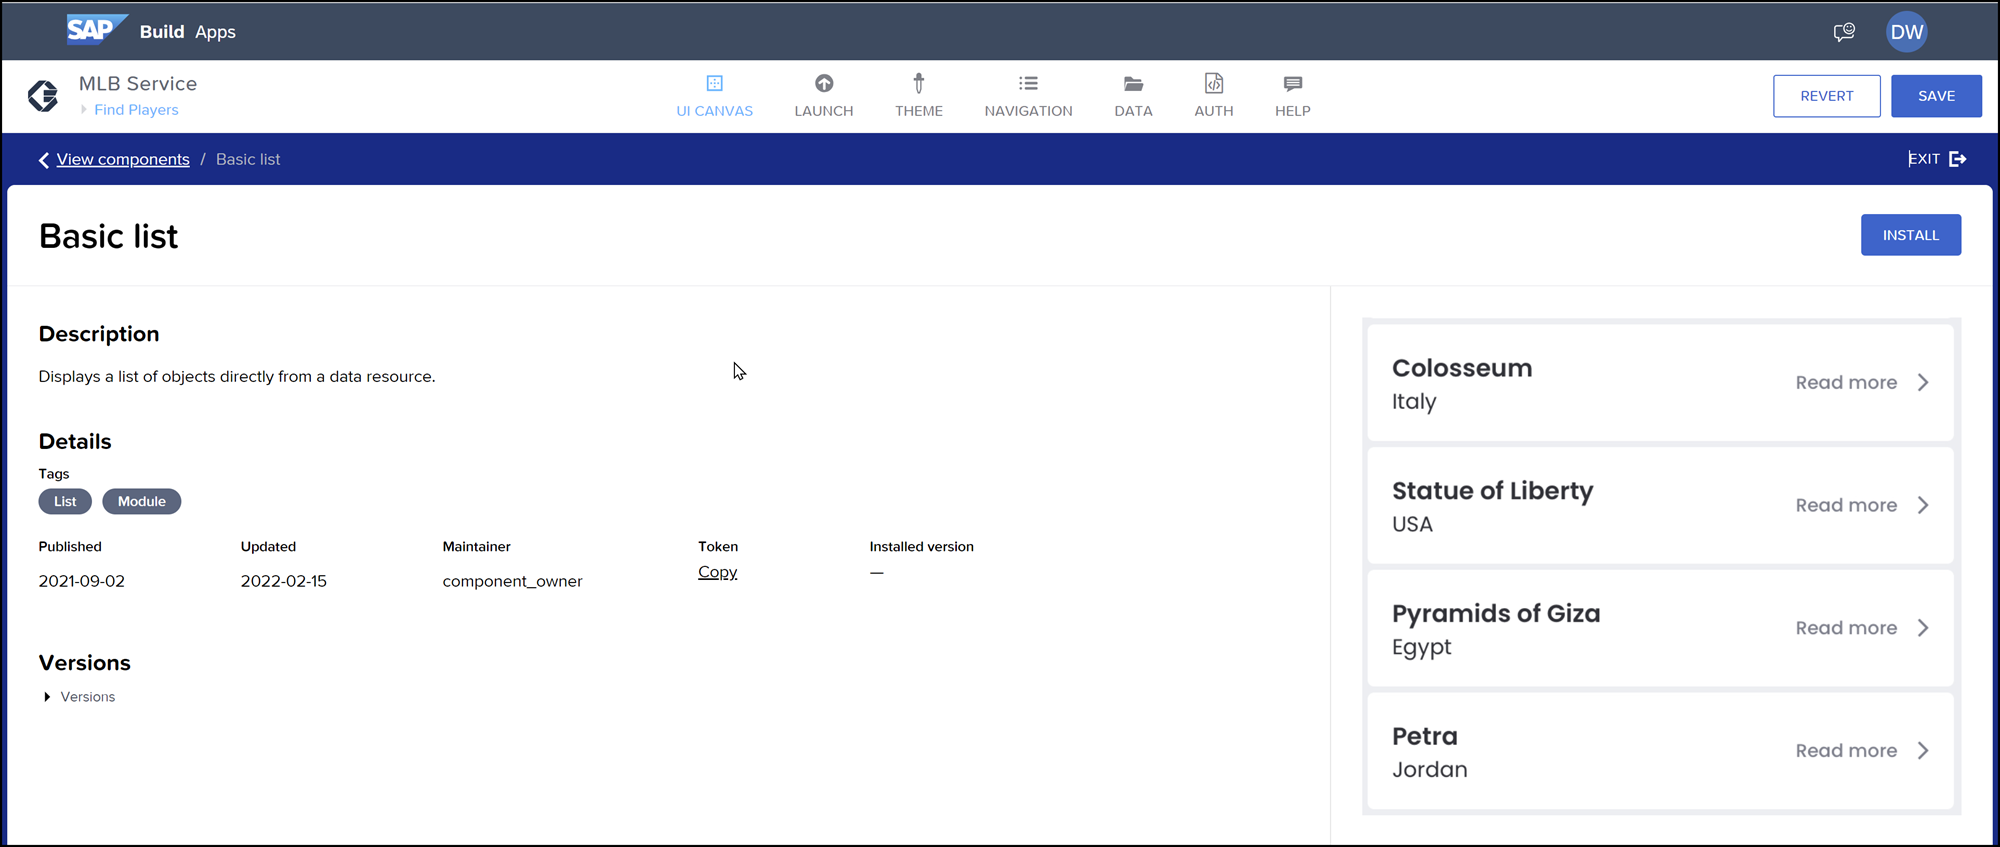 SAP Build Apps
DW
MLB Service
Find Players
UI CANVAS
LAUNCH
THEME
NAVIGATION
DATA
AUTH
HELP
REVERT
SAVE
View components / Basic list
EXIT
Basic list
INSTALL
Description
Displays a list of objects directly from a data resource.
Details
Tags
List
Module
Published
2021-09-02
Updated
2022-02-15
Maintainer
component_owner
Token
Copy
Installed version
—
Versions
Versions
Colosseum
Italy
Read more
Statue of Liberty
USA
Read more
Pyramids of Giza
Egypt
Read more
Petra
Jordan
Read more